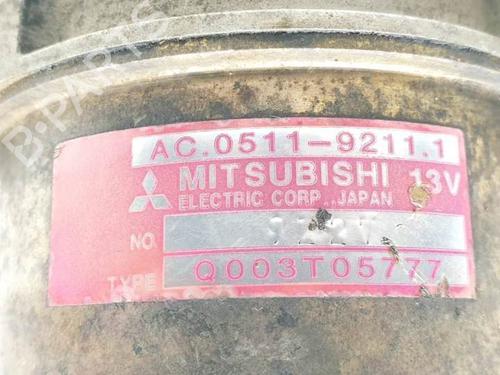 AC.0511-9211.1
MITSUBISHI 13V
ELECTRIC CORP., JAPAN
NO.
TYPE Q003T05777
B-PARTS